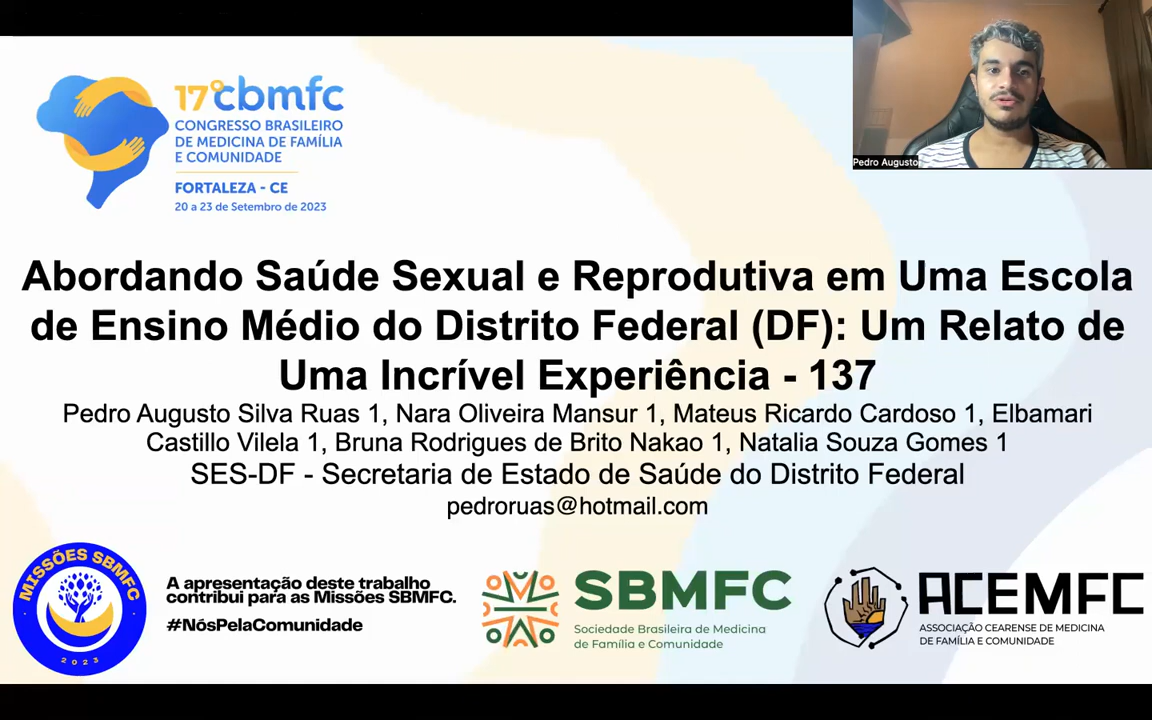 17º cbmfc
CONGRESSO BRASILEIRO
DE MEDICINA DE FAMÍLIA
E COMUNIDADE
FORTALEZA - CE
20 a 23 de Setembro de 2023
Pedro Augusto
Abordando Saúde Sexual e Reprodutiva em Uma Escola
de Ensino Médio do Distrito Federal (DF): Um Relato de
Uma Incrível Experiência - 137
Pedro Augusto Silva Ruas 1, Nara Oliveira Mansur 1, Mateus Ricardo Cardoso 1, Elbamari
Castillo Vilela 1, Bruna Rodrigues de Brito Nakao 1, Natalia Souza Gomes 1
SES-DF - Secretaria de Estado de Saúde do Distrito Federal
pedroruas@hotmail.com
MISSÕES SBMFC
2023
A apresentação deste trabalho
contribui para as Missões SBMFC.
#NósPelaComunidade
SBMFC
Sociedade Brasileira de Medicina
de Família e Comunidade
ACEMFC
ASSOCIAÇÃO CEARENSE DE MEDICINA
DE FAMÍLIA E COMUNIDADE